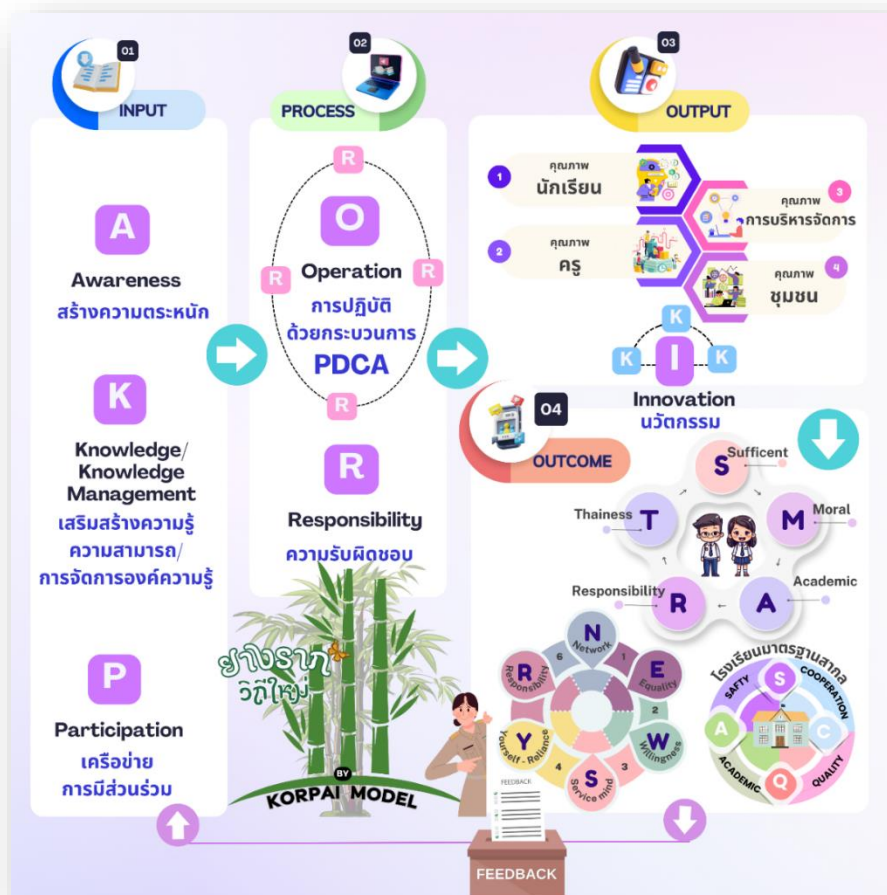 01
INPUT
A
Awareness
สร้างความตระหนัก
K
Knowledge/
Knowledge
Management
เสริมสร้างความรู้
ความสามารถ/
การจัดการองค์ความรู้
P
Participation
เครือข่าย
การมีส่วนร่วม
02
PROCESS
R
O
R
R
Operation
การปฏิบัติ
ด้วยกระบวนการ
PDCA
R
R
Responsibility
ความรับผิดชอบ
ยางราก
วิถีใหม่
BY
KORPAI MODEL
03
OUTPUT
1
คุณภาพ
นักเรียน
3
คุณภาพ
การบริหารจัดการ
2
คุณภาพ
ครู
4
คุณภาพ
ชุมชน
K
K
I
K
Innovation
นวัตกรรม
04
OUTCOME
S
Sufficent
M
Moral
A
Academic
R
Responsibility
T
Thainess
N
Network
1
E
Equality
2
W
Willingness
3
S
Service mind
4
Y
Yourself - Reliance
R
Responsibility
6
โรงเรียนมาตรฐานสากล
S
SAFTY
COOPERATION
C
QUALITY
Q
ACADEMIC
A
FEEDBACK
FEEDBACK